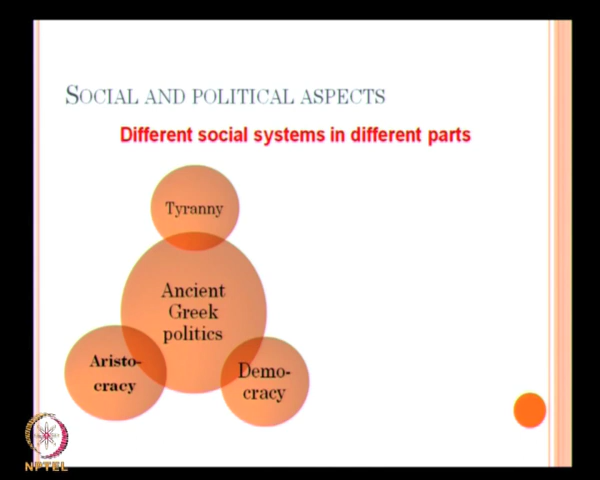 SOCIAL AND POLITICAL ASPECTS
Different social systems in different parts
Tyranny
Ancient
Greek
politics
Aristo-
cracy
Demo-
cracy
NPTEL